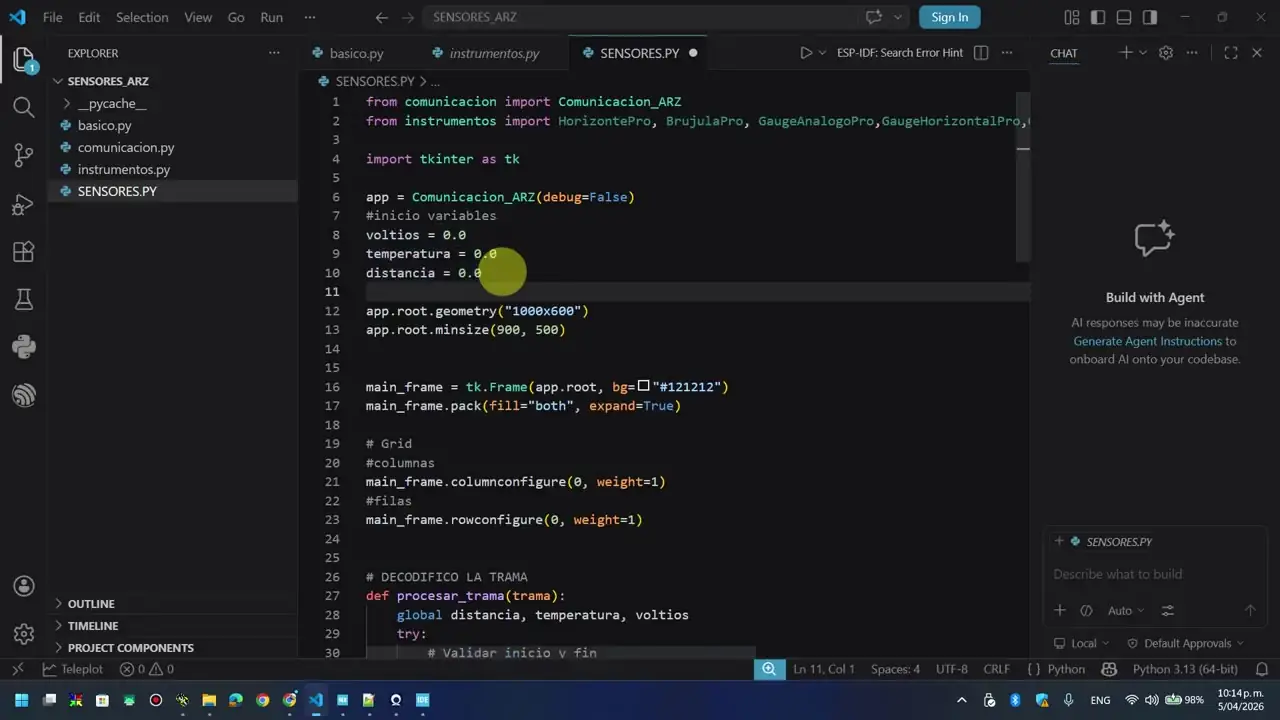 File Edit Selection View Go Run ··· SENSORES_ARZ Sign In
EXPLORER ···
SENSORES_ARZ
__pycache__
basico.py
comunicacion.py
instrumentos.py
SENSORES.PY
OUTLINE
TIMELINE
PROJECT COMPONENTS
basico.py instrumentos.py SENSORES.PY ESP-IDF: Search Error Hint ···
SENSORES.PY > ...
1 from comunicacion import Comunicacion_ARZ
2 from instrumentos import HorizontePro, BrujulaPro, GaugeAnalogoPro,GaugeHorizontalPro,
3
4 import tkinter as tk
5
6 app = Comunicacion_ARZ(debug=False)
7 #inicio variables
8 voltios = 0.0
9 temperatura = 0.0
10 distancia = 0.0
11
12 app.root.geometry("1000x600")
13 app.root.minsize(900, 500)
14
15
16 main_frame = tk.Frame(app.root, bg="#121212")
17 main_frame.pack(fill="both", expand=True)
18
19 # Grid
20 #columnas
21 main_frame.columnconfigure(0, weight=1)
22 #filas
23 main_frame.rowconfigure(0, weight=1)
24
25
26 # DECODIFICO LA TRAMA
27 def procesar_trama(trama):
28 global distancia, temperatura, voltios
29 try:
30 # Validar inicio y fin
CHAT ···
Build with Agent
AI responses may be inaccurate
Generate Agent Instructions to
onboard AI onto your codebase.
SENSORES.PY
Describe what to build
Auto
Local Default Approvals
Teleplot 0 0 Ln 11, Col 1 Spaces: 4 UTF-8 CRLF { } Python Python 3.13 (64-bit)
1
IDE
ENG 98% 10:14 p.m.
5/04/2026